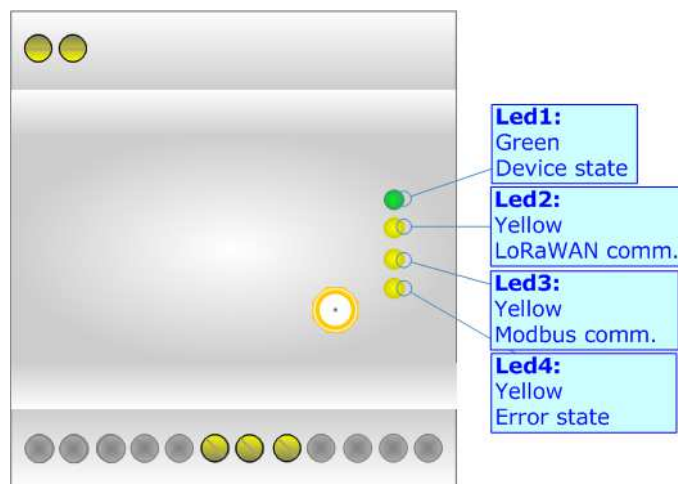 Led1:
Green
Device state
Led2:
Yellow
LoRaWAN comm.
Led3:
Yellow
Modbus comm.
Led4:
Yellow
Error state